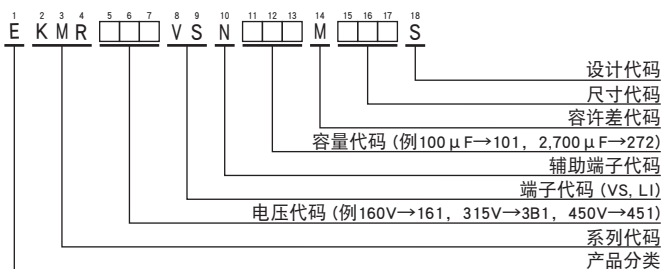 1 2 3 4 5 6 7 8 9 10 11 12 13 14 15 16 17 18
E K M R □□□ V S N □□□ M □□□ S
设计代码
尺寸代码
容许差代码
容量代码 (例100μF→101，2,700μF→272)
辅助端子代码
端子代码 (VS, LI)
电压代码 (例160V→161，315V→3B1，450V→451)
系列代码
产品分类